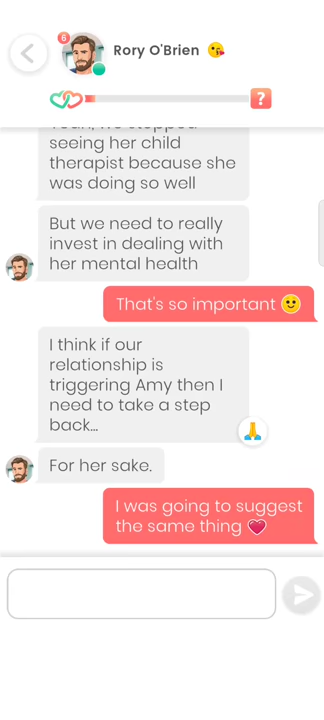 6
Rory O'Brien 😘
?
seeing her child
therapist because she
was doing so well
But we need to really
invest in dealing with
her mental health
That's so important 🙂
I think if our
relationship is
triggering Amy then I
need to take a step
back...
🙏
For her sake.
I was going to suggest
the same thing 💗